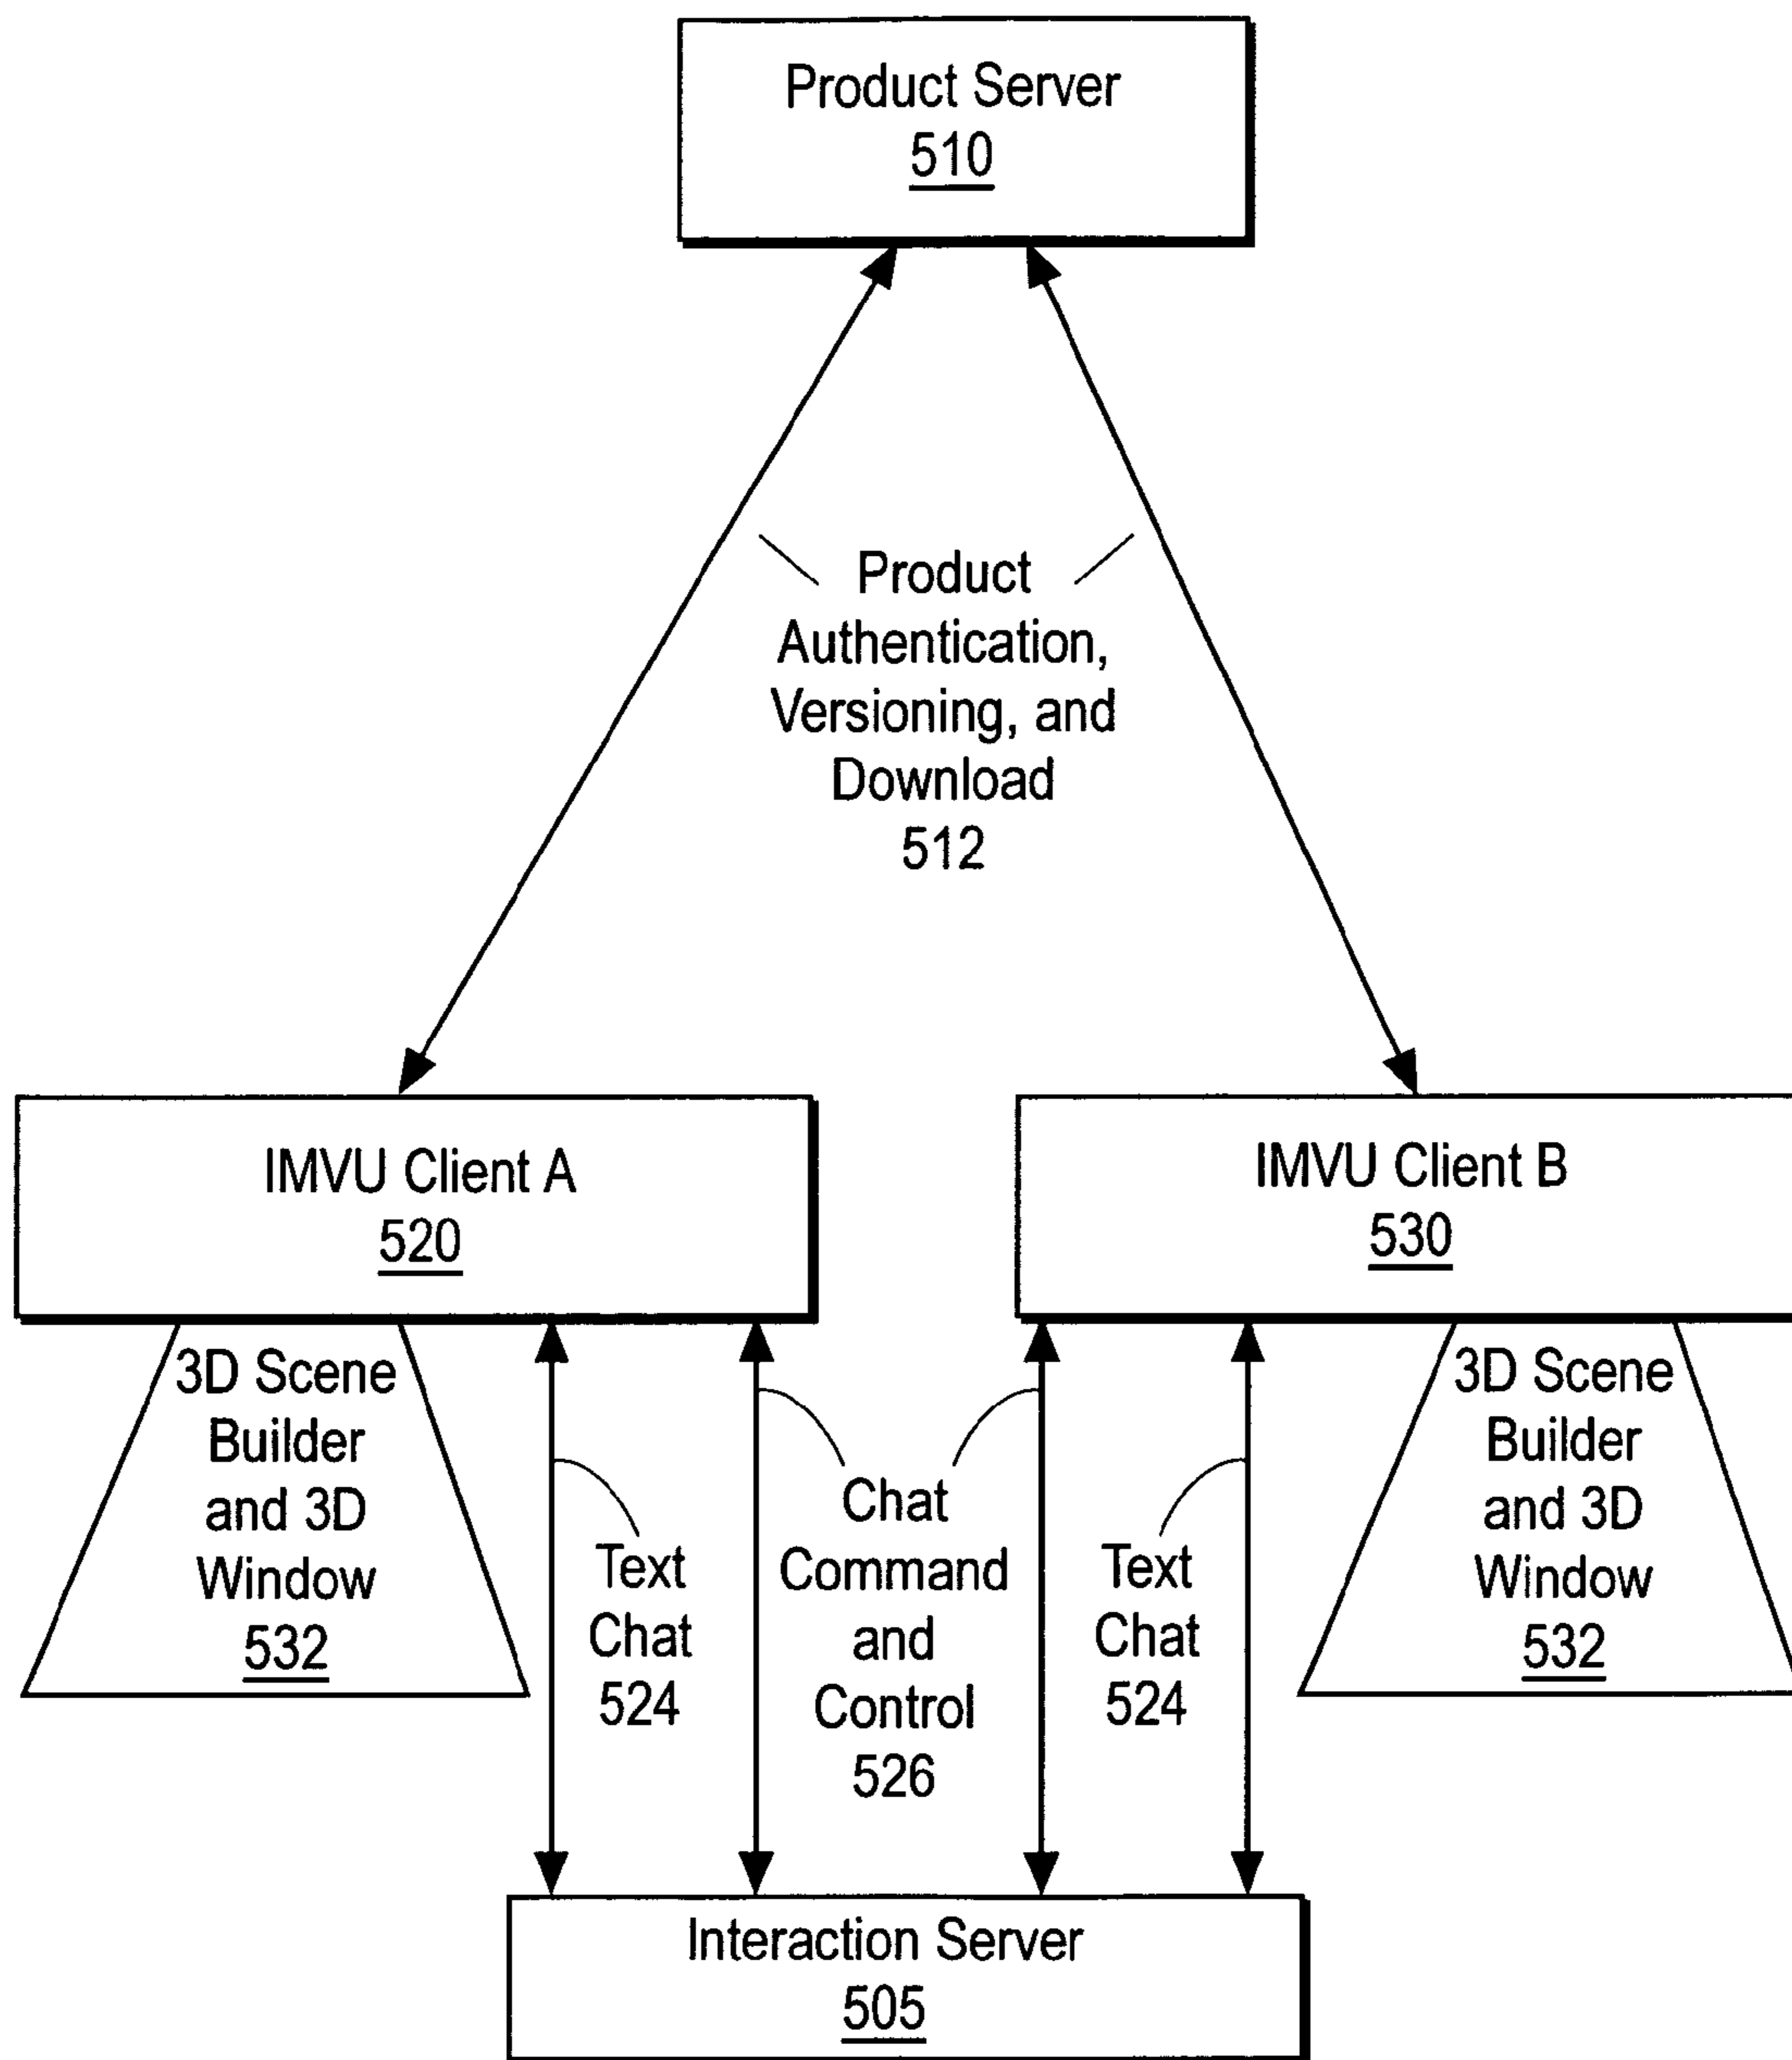 Product Server
510
Product
Authentication,
Versioning, and
Download
512
IMVU Client A
520
IMVU Client B
530
3D Scene
Builder
and 3D
Window
532
Text
Chat
524
Chat
Command
and
Control
526
Text
Chat
524
3D Scene
Builder
and 3D
Window
532
Interaction Server
505